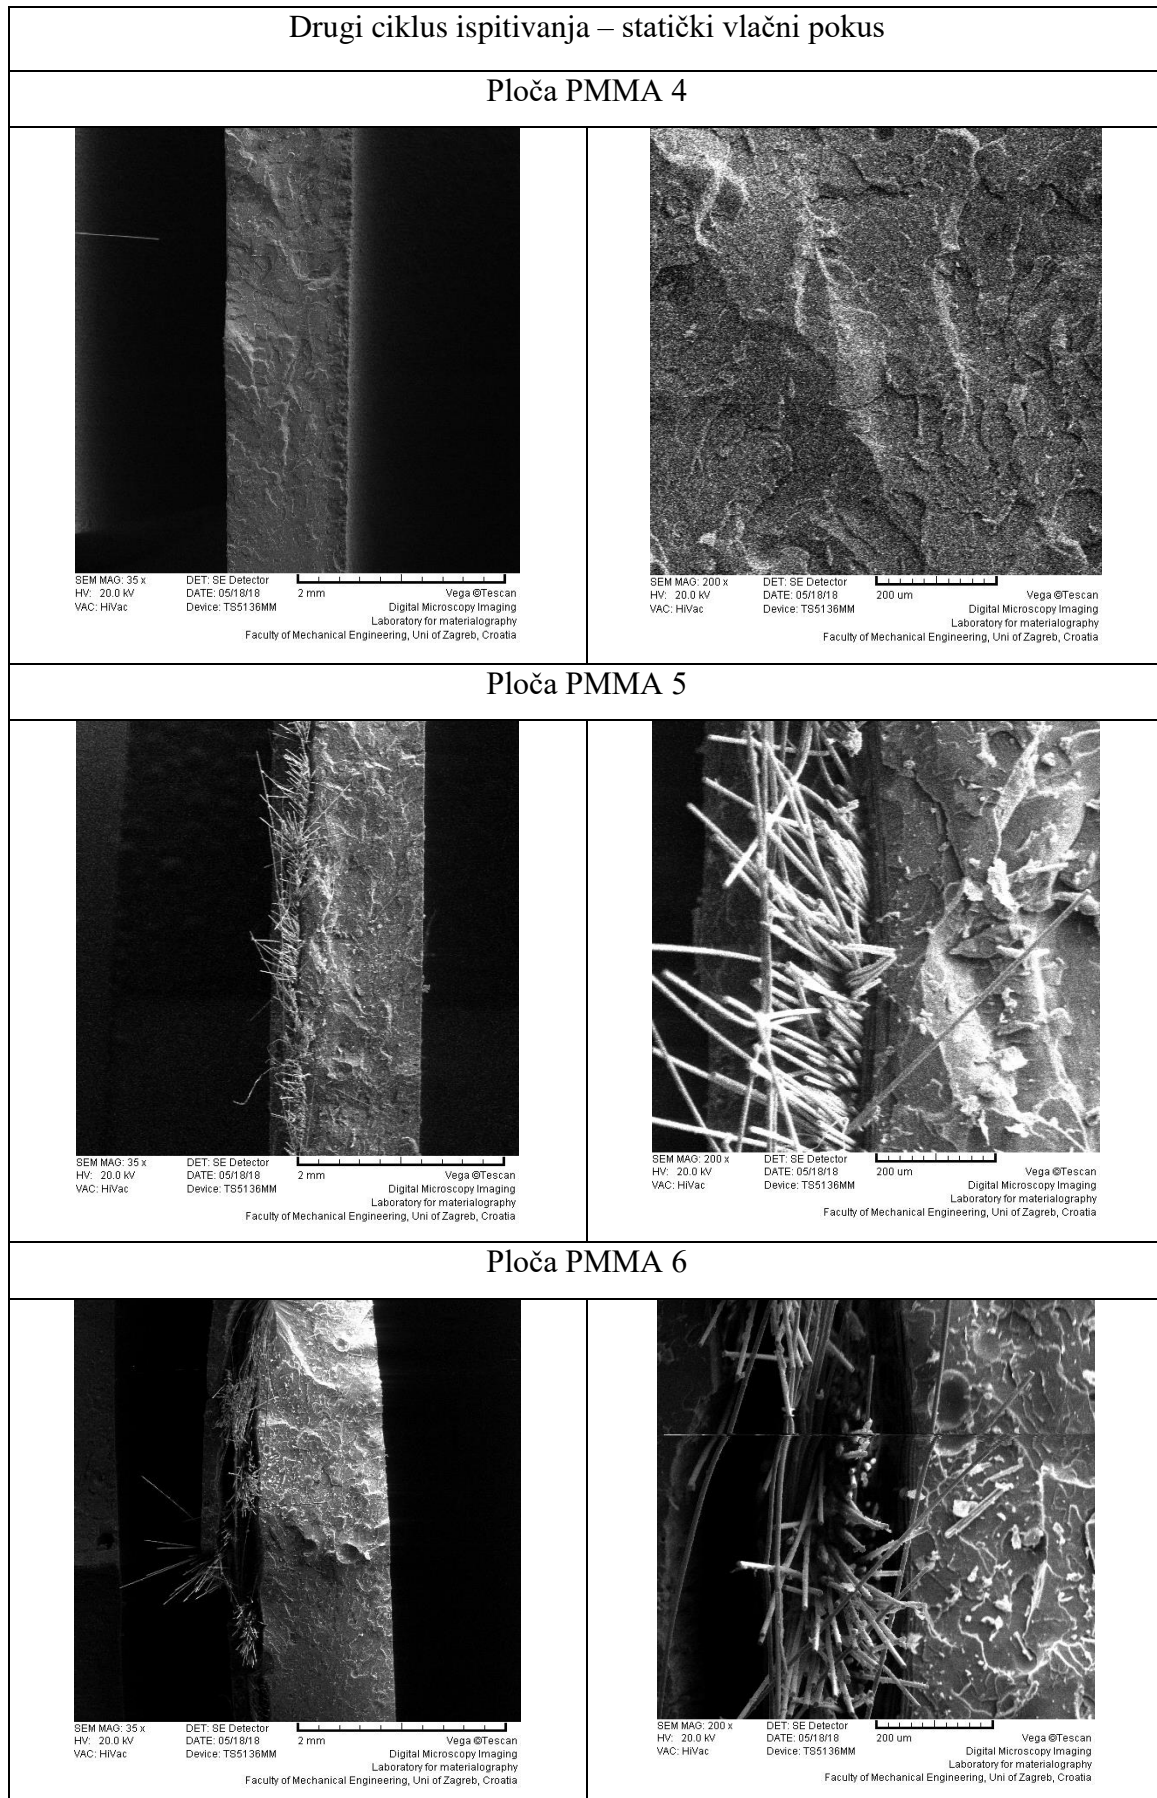 Drugi ciklus ispitivanja – statički vlačni pokus
Ploča PMMA 4
SEM MAG: 35 x DET: SE Detector
HV: 20.0 kV DATE: 05/18/18 2 mm Vega ©Tescan
VAC: HiVac Device: TS5136MM Digital Microscopy Imaging
Laboratory for materialography
Faculty of Mechanical Engineering, Uni of Zagreb, Croatia
SEM MAG: 200 x DET: SE Detector
HV: 20.0 kV DATE: 05/18/18 200 um Vega ©Tescan
VAC: HiVac Device: TS5136MM Digital Microscopy Imaging
Laboratory for materialography
Faculty of Mechanical Engineering, Uni of Zagreb, Croatia
Ploča PMMA 5
SEM MAG: 35 x DET: SE Detector
HV: 20.0 kV DATE: 05/18/18 2 mm Vega ©Tescan
VAC: HiVac Device: TS5136MM Digital Microscopy Imaging
Laboratory for materialography
Faculty of Mechanical Engineering, Uni of Zagreb, Croatia
SEM MAG: 200 x DET: SE Detector
HV: 20.0 kV DATE: 05/18/18 200 um Vega ©Tescan
VAC: HiVac Device: TS5136MM Digital Microscopy Imaging
Laboratory for materialography
Faculty of Mechanical Engineering, Uni of Zagreb, Croatia
Ploča PMMA 6
SEM MAG: 35 x DET: SE Detector
HV: 20.0 kV DATE: 05/18/18 2 mm Vega ©Tescan
VAC: HiVac Device: TS5136MM Digital Microscopy Imaging
Laboratory for materialography
Faculty of Mechanical Engineering, Uni of Zagreb, Croatia
SEM MAG: 200 x DET: SE Detector
HV: 20.0 kV DATE: 05/18/18 200 um Vega ©Tescan
VAC: HiVac Device: TS5136MM Digital Microscopy Imaging
Laboratory for materialography
Faculty of Mechanical Engineering, Uni of Zagreb, Croatia